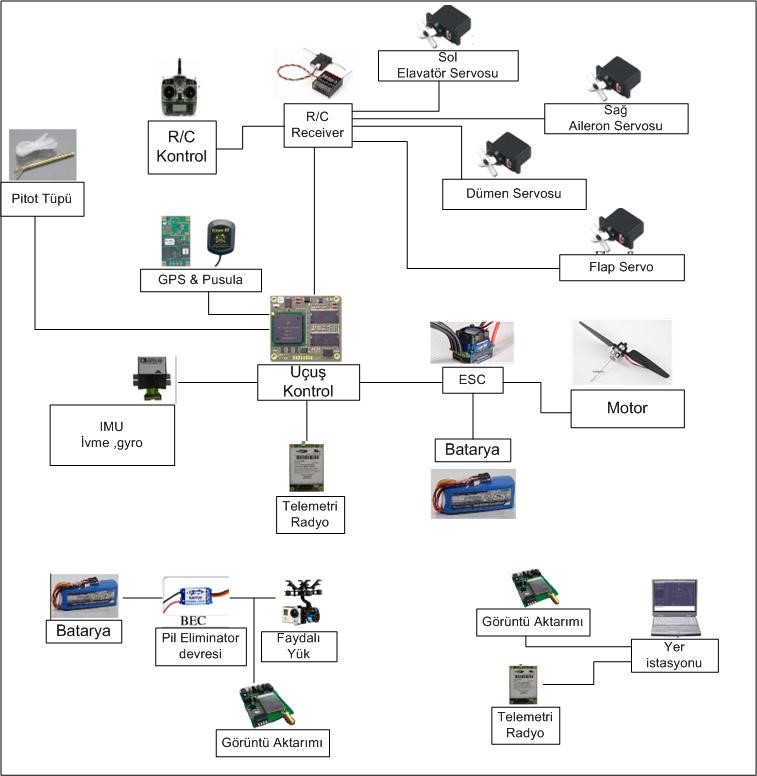 Sol
Elavatör Servosu
R/C
Receiver
Sağ
Aileron Servosu
R/C
Kontrol
Pitot Tüpü
Dümen Servosu
GPS & Pusula
Flap Servo
Uçuş
Kontrol
ESC
IMU
İvme ,gyro
Motor
Batarya
Telemetri
Radyo
Batarya
BEC
Pil Eliminator
devresi
Faydalı
Yük
Görüntü Aktarımı
Yer
istasyonu
Telemetri
Radyo
Görüntü Aktarımı